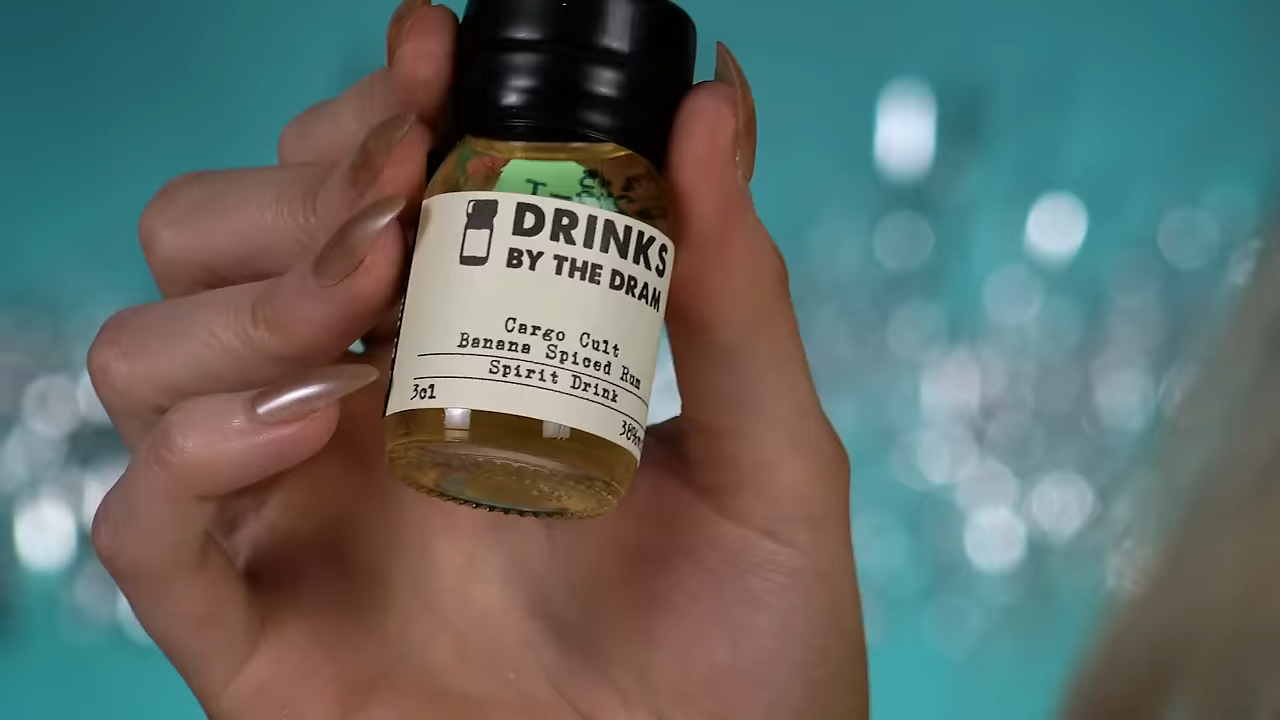 DRINKS
BY THE DRAM
Cargo Cult
Banana Spiced Rum
Spirit Drink
3cl
38%